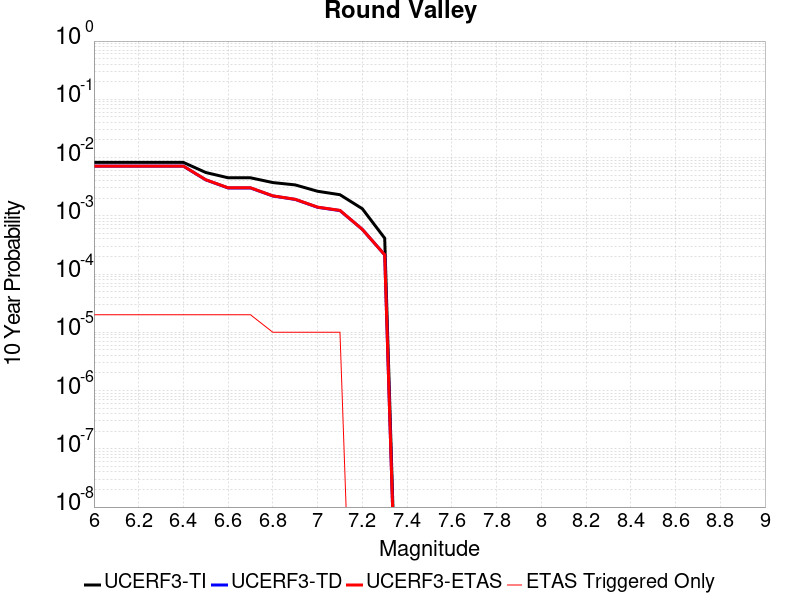 Round Valley
10^0
10^-1
10^-2
10^-3
10^-4
10^-5
10^-6
10^-7
10^-8
10 Year Probability
6 6.2 6.4 6.6 6.8 7 7.2 7.4 7.6 7.8 8 8.2 8.4 8.6 8.8 9
Magnitude
UCERF3-TI UCERF3-TD UCERF3-ETAS ETAS Triggered Only